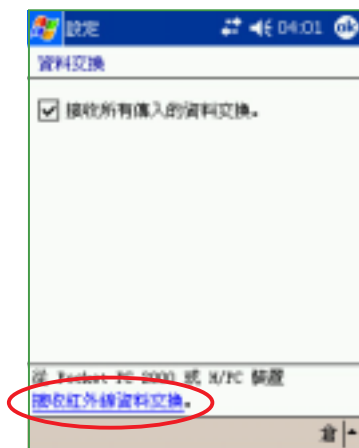 設定 04:01 ok
資料交換
接收所有傳入的資料交換。
從 Pocket PC 2000 或 H/PC 裝置
接收紅外線資料交換。
倉